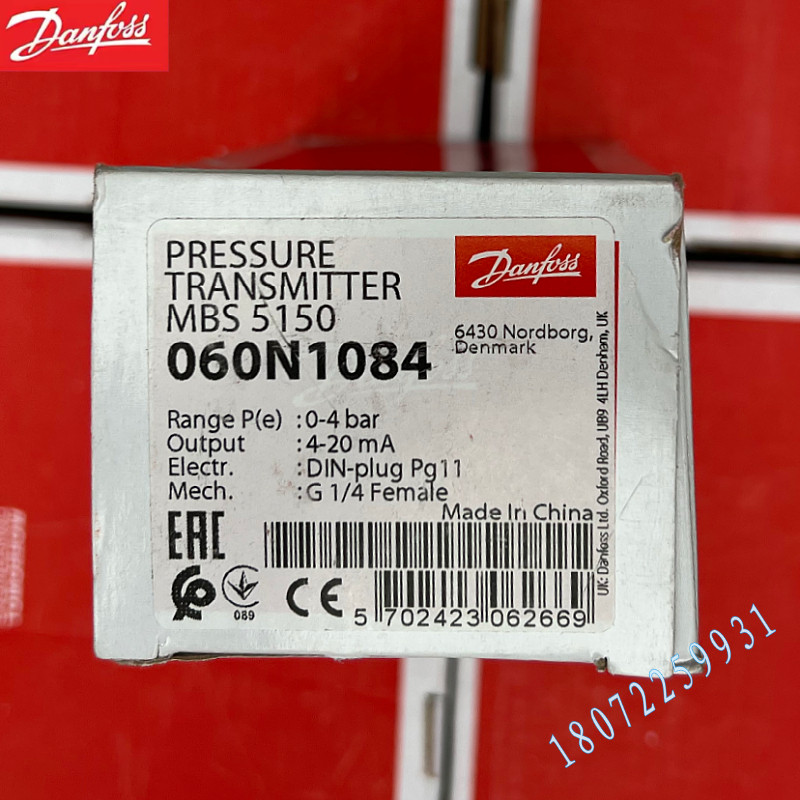 Danfoss
PRESSURE
TRANSMITTER
MBS 5150
060N1084
Danfoss
6430 Nordborg,
Denmark
Range P(e) : 0-4 bar
Output : 4-20 mA
Electr. : DIN-plug Pg11
Mech. : G 1/4 Female
Made In China
UK: Danfoss Ltd. Oxford Road, UB9 4LH Denham, UK
EAC
089
CE
5 702423 062669
18072259931